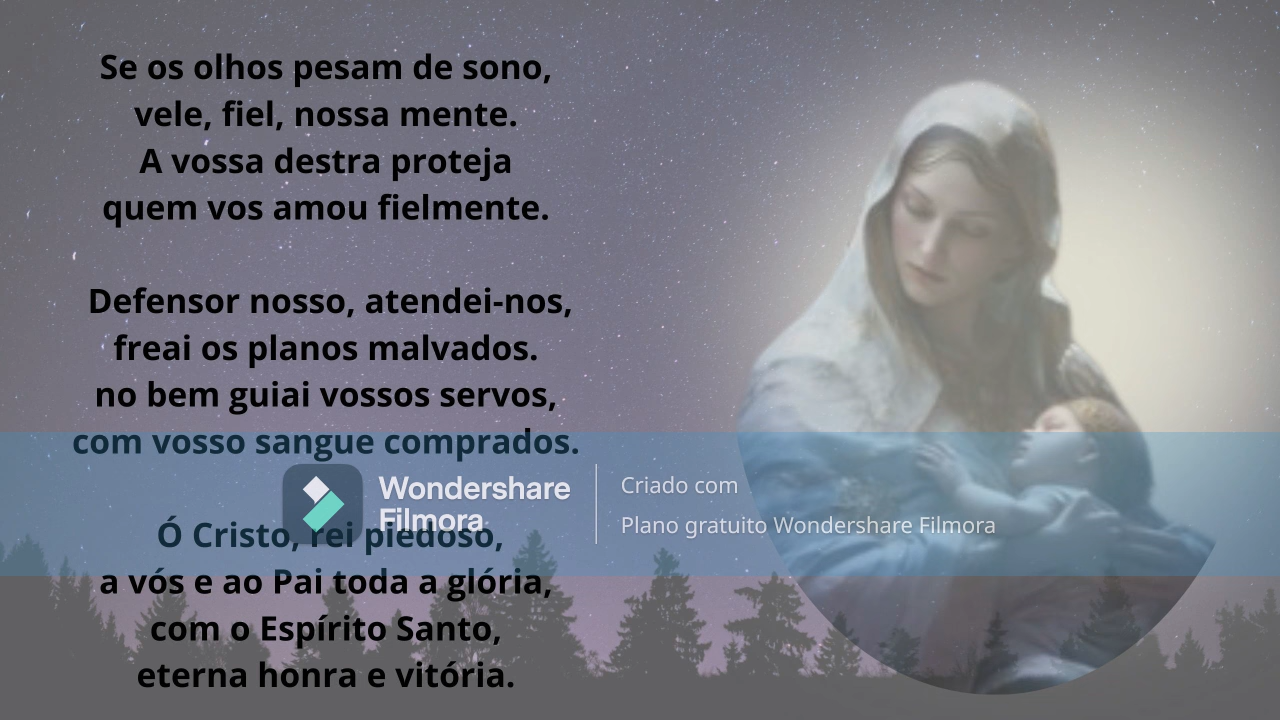 Se os olhos pesam de sono,
vele, fiel, nossa mente.
A vossa destra proteja
quem vos amou fielmente.
Defensor nosso, atendei-nos,
freai os planos malvados.
no bem guiai vossos servos,
com vosso sangue comprados.
Ó Cristo, rei piedoso,
a vós e ao Pai toda a glória,
com o Espírito Santo,
eterna honra e vitória.
Wondershare
Filmora
Criado com
Plano gratuito Wondershare Filmora